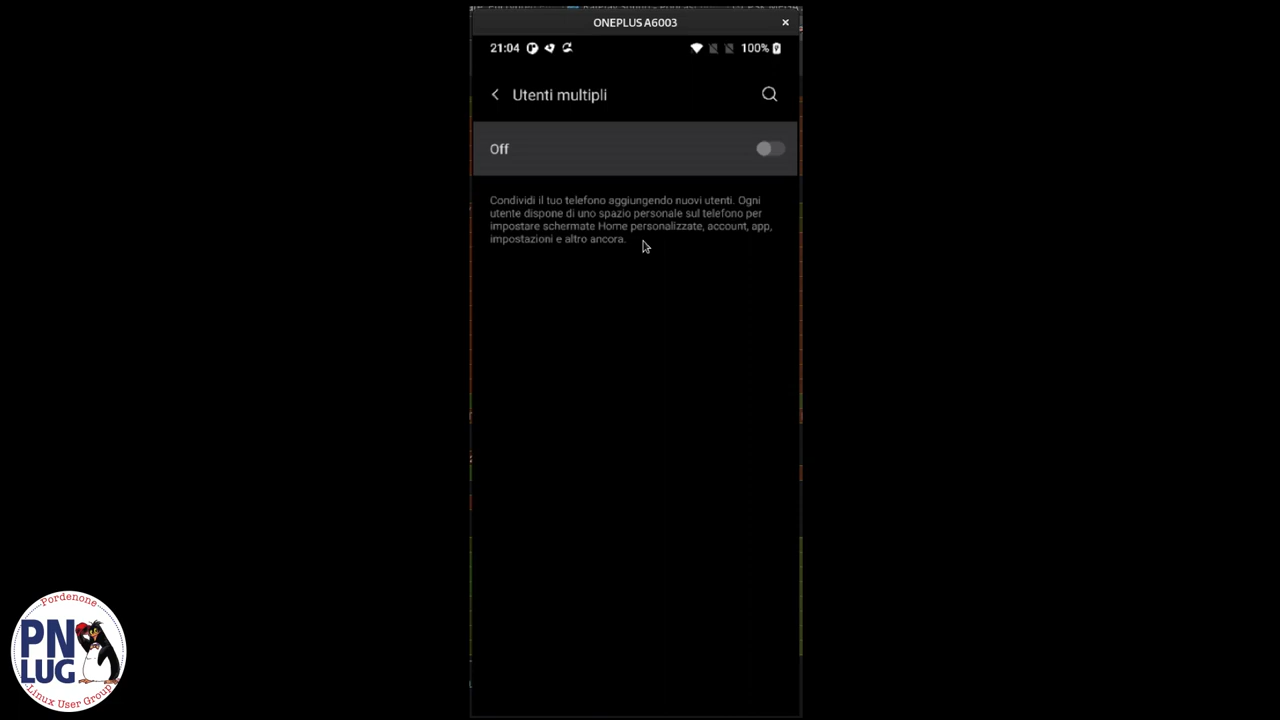 ONEPLUS A6003
21:04
100%
Utenti multipli
Off
Condividi il tuo telefono aggiungendo nuovi utenti. Ogni
utente dispone di uno spazio personale sul telefono per
impostare schermate Home personalizzate, account, app,
impostazioni e altro ancora.
Pordenone
PN
LUG
Linux User Group